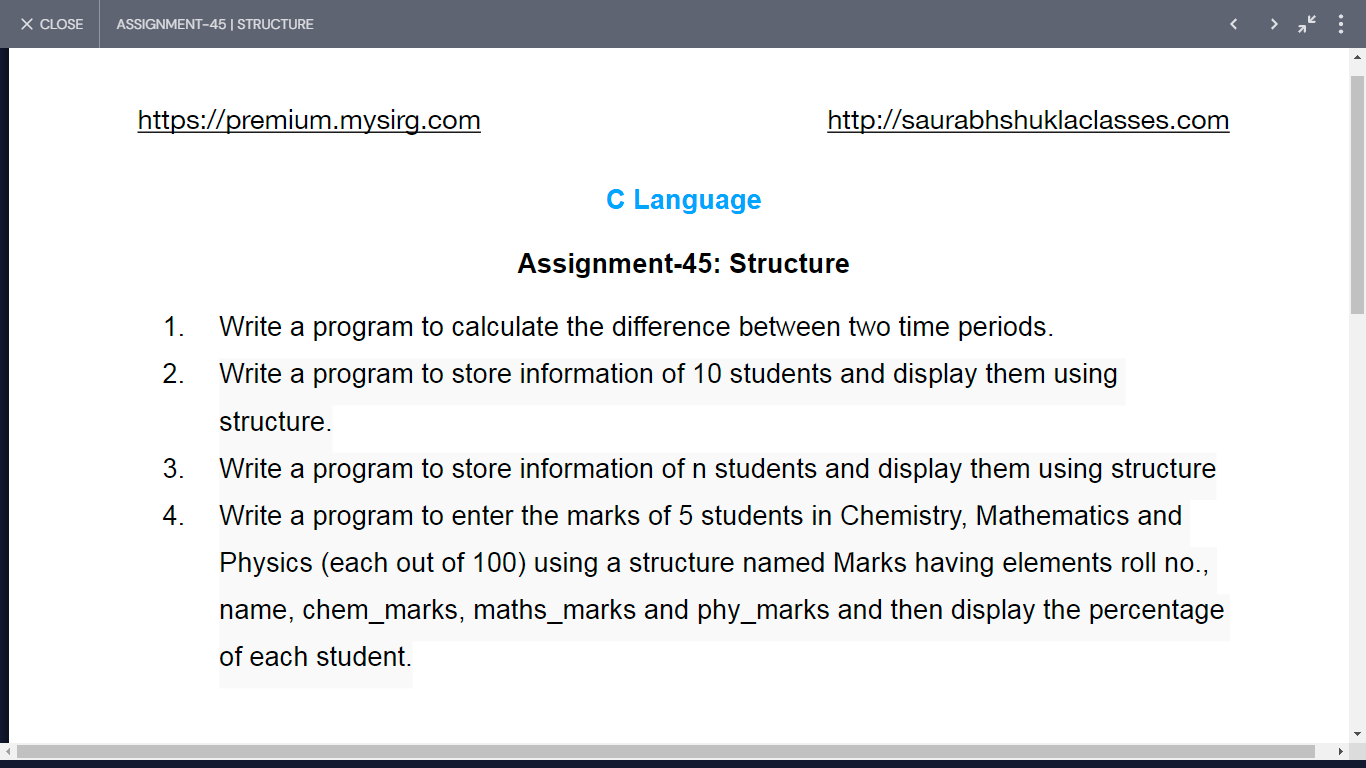 CLOSE
ASSIGNMENT-45 | STRUCTURE
https://premium.mysirg.com
http://saurabhshuklaclasses.com
C Language
Assignment-45: Structure
1. Write a program to calculate the difference between two time periods.
2. Write a program to store information of 10 students and display them using
structure.
3. Write a program to store information of n students and display them using structure
4. Write a program to enter the marks of 5 students in Chemistry, Mathematics and
Physics (each out of 100) using a structure named Marks having elements roll no.,
name, chem_marks, maths_marks and phy_marks and then display the percentage
of each student.